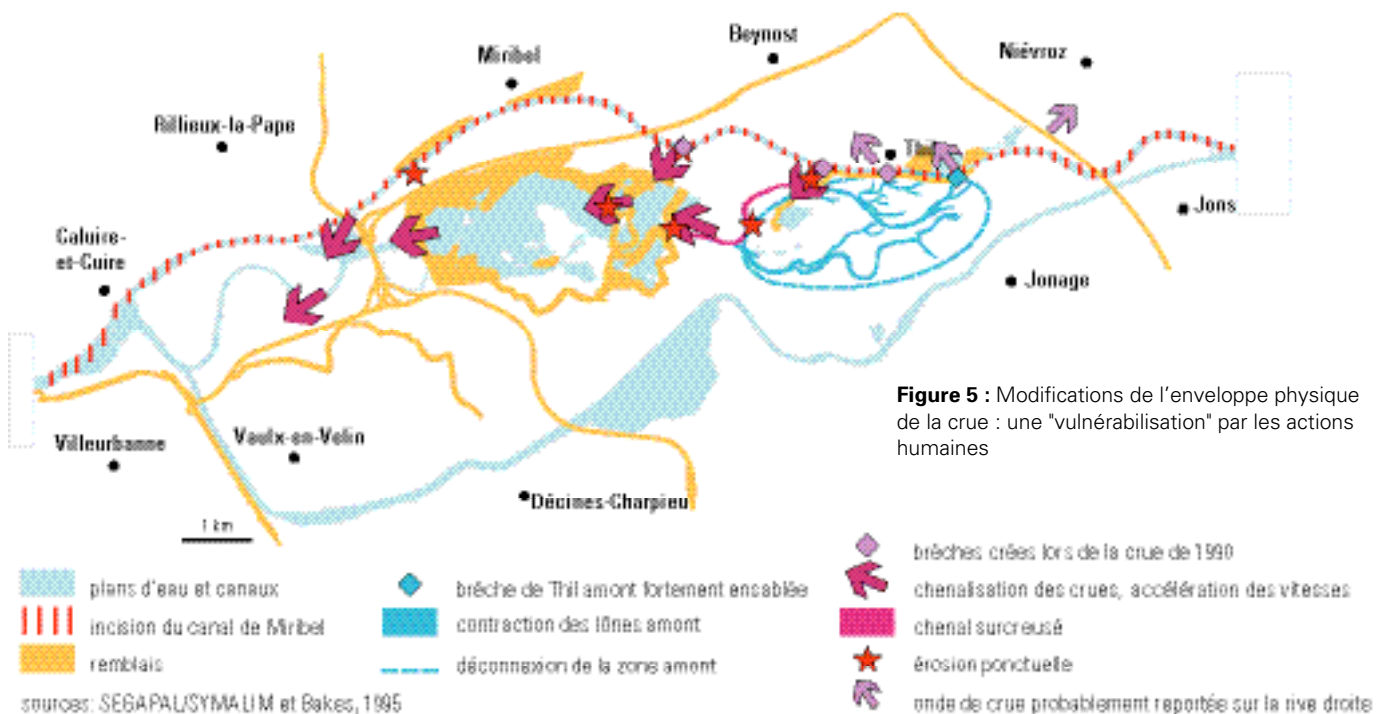 Beynost
Niévroz
Miribel
Rillieux-la-Pape
Thil
Jons
Caluire-
et-Cuire
Jonage
Figure 5 : Modifications de l'enveloppe physique
de la crue : une "vulnérabilisation" par les actions
humaines
Villeurbanne
Vaulx-en-Velin
Décines-Charpieu
1 km
plans d'eau et canaux
incision du canal de Miribel
remblais
sources: SEGAPAL/SYMALIM et Bakes, 1995
brèche de Thil amont fortement ensablée
contraction des lônes amont
déconnexion de la zone amont
brèches crées lors de la crue de 1990
chenalisation des crues, accélération des vitesses
chenal surcreusé
érosion ponctuelle
onde de crue probablement reportée sur la rive droite